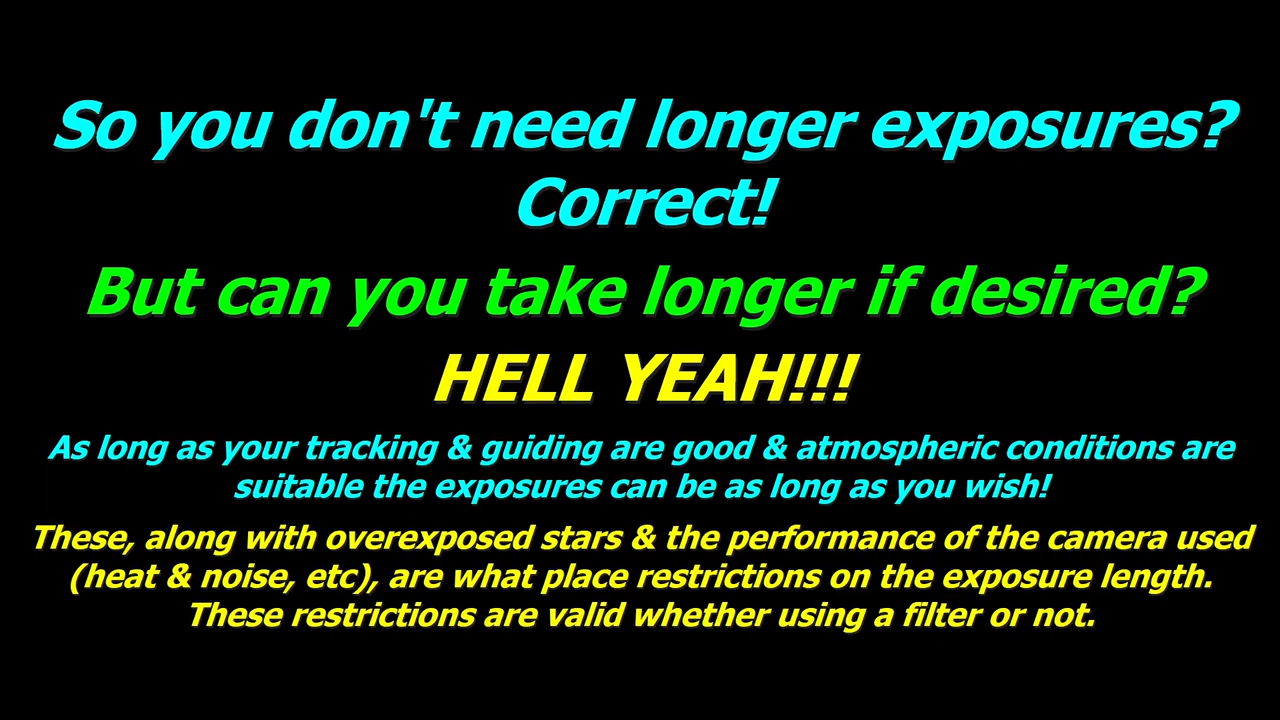 So you don't need longer exposures?
Correct!
But can you take longer if desired?
HELL YEAH!!!
As long as your tracking & guiding are good & atmospheric conditions are
suitable the exposures can be as long as you wish!
These, along with overexposed stars & the performance of the camera used
(heat & noise, etc), are what place restrictions on the exposure length.
These restrictions are valid whether using a filter or not.